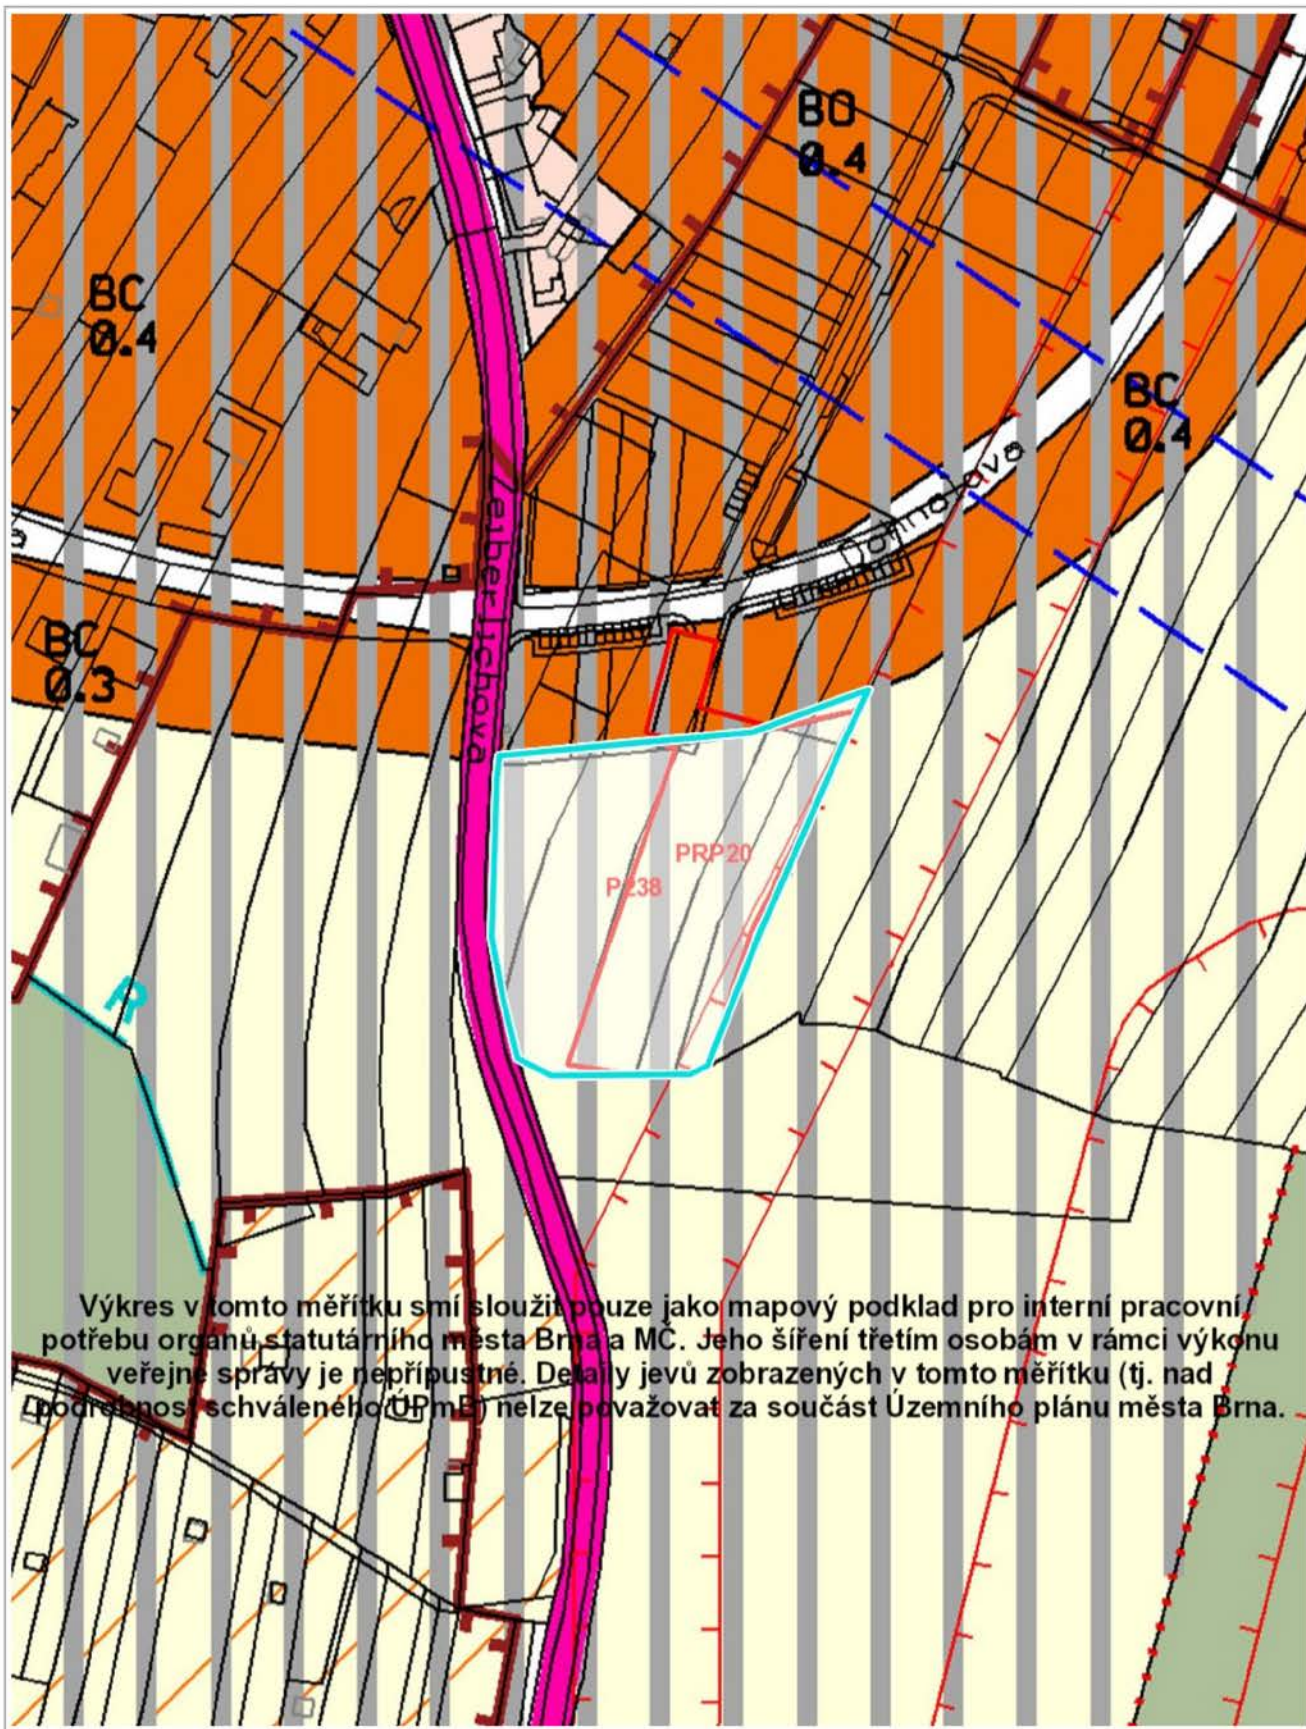 BO
0.4
BC
0.4
BC
0.4
Zeiberlichova
BC
0.3
PRP20
P238
R
Výkres v tomto měřítku smí sloužit pouze jako mapový podklad pro interní pracovní
potřebu orgánů statutárního města Brna a MČ. Jeho šíření třetím osobám v rámci výkonu
veřejné správy je nepřípustné. Detaily jevů zobrazených v tomto měřítku (tj. nad
podrobnost schváleného ÚPmB) nelze považovat za součást Územního plánu města Brna.